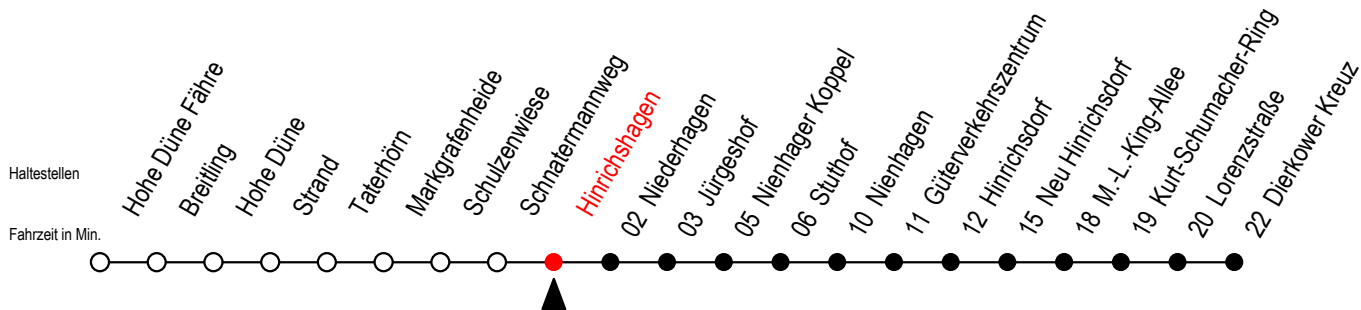 Haltestellen
Fahrzeit in Min.
Hohe Düne Fähre
Breitling
Hohe Düne
Strand
Taterhörn
Markgrafenheide
Schulzenwiese
Schnatermannweg
Hinrichshagen
02 Niederhagen
03 Jürgeshof
05 Nienhager Koppel
06 Stuthof
10 Nienhagen
11 Güterverkehrszentrum
12 Hinrichsdorf
15 Neu Hinrichsdorf
18 M.-L.-King-Allee
19 Kurt-Schumacher-Ring
20 Lorenzstraße
22 Dierkower Kreuz